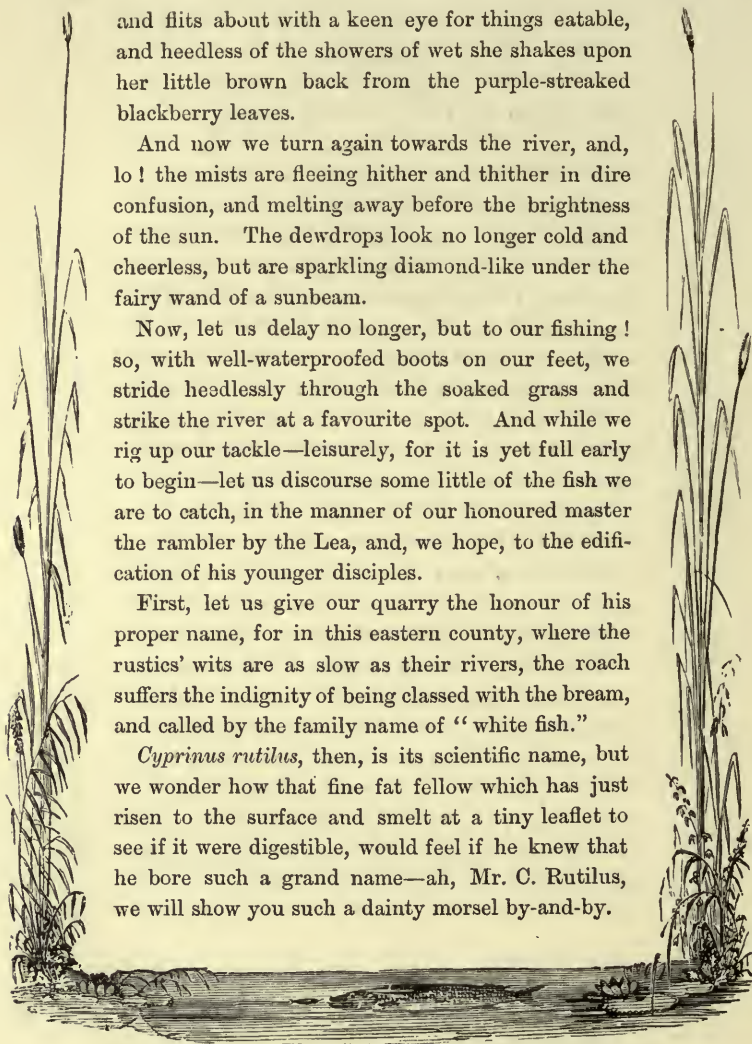 and flits about with a keen eye for things eatable,
and heedless of the showers of wet she shakes upon
her little brown back from the purple-streaked
blackberry leaves.
And now we turn again towards the river, and,
lo ! the mists are fleeing hither and thither in dire
confusion, and melting away before the brightness
of the sun. The dewdrops look no longer cold and
cheerless, but are sparkling diamond-like under the
fairy wand of a sunbeam.
Now, let us delay no longer, but to our fishing !
so, with well-waterproofed boots on our feet, we
stride heedlessly through the soaked grass and
strike the river at a favourite spot. And while we
rig up our tackle—leisurely, for it is yet full early
to begin—let us discourse some little of the fish we
are to catch, in the manner of our honoured master
the rambler by the Lea, and, we hope, to the edifi-
cation of his younger disciples.
First, let us give our quarry the honour of his
proper name, for in this eastern county, where the
rustics' wits are as slow as their rivers, the roach
suffers the indignity of being classed with the bream,
and called by the family name of “ white fish.”
Cyprinus rutilus, then, is its scientific name, but
we wonder how that fine fat fellow which has just
risen to the surface and smelt at a tiny leaflet to
see if it were digestible, would feel if he knew that
he bore such a grand name—ah, Mr. C. Rutilus,
we will show you such a dainty morsel by-and-by.